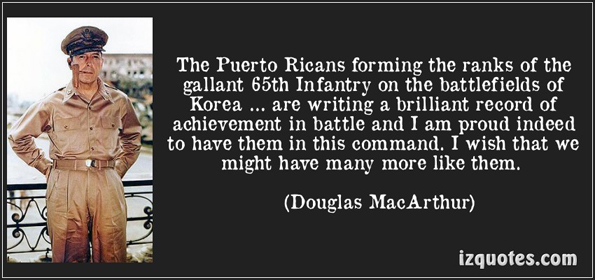 The Puerto Ricans forming the ranks of the
gallant 65th Infantry on the battlefields of
Korea ... are writing a brilliant record of
achievement in battle and I am proud indeed
to have them in this command. I wish that we
might have many more like them.
(Douglas MacArthur)
izquotes.com